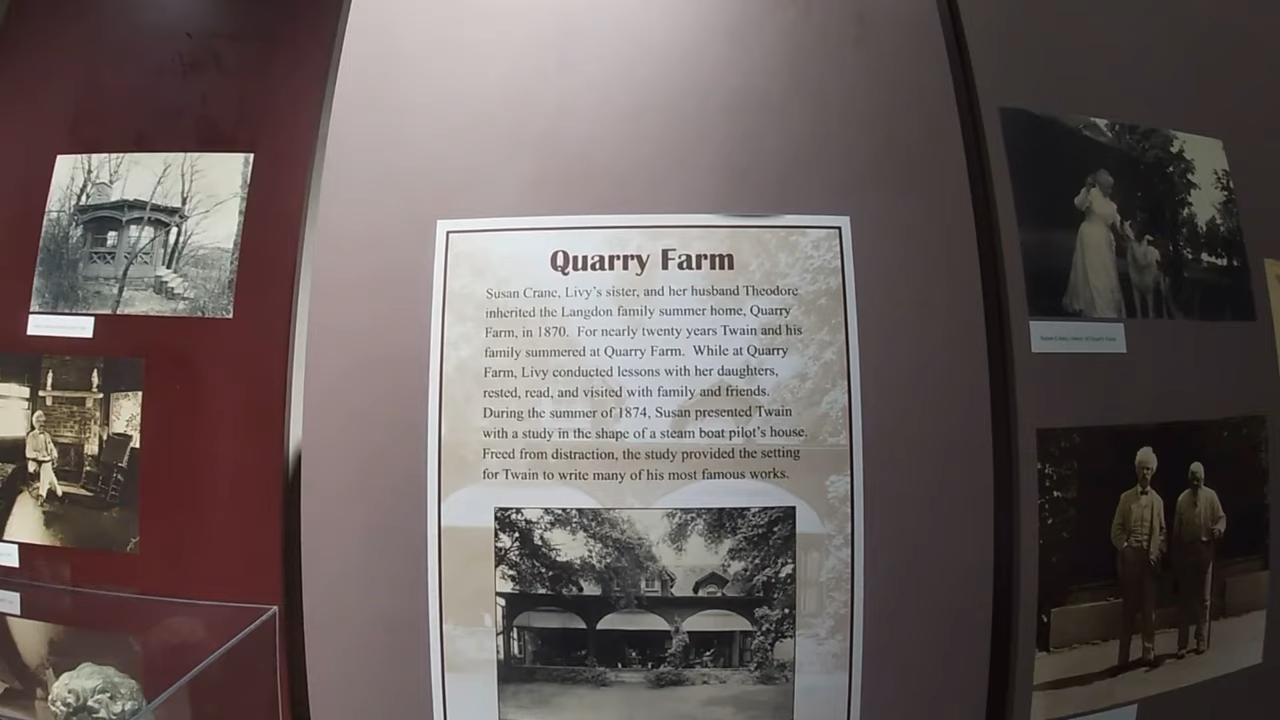 Quarry Farm
Susan Crane, Livy's sister, and her husband Theodore
inherited the Langdon family summer home, Quarry
Farm, in 1870. For nearly twenty years Twain and his
family summered at Quarry Farm. While at Quarry
Farm, Livy conducted lessons with her daughters,
rested, read, and visited with family and friends.
During the summer of 1874, Susan presented Twain
with a study in the shape of a steam boat pilot's house.
Freed from distraction, the study provided the setting
for Twain to write many of his most famous works.